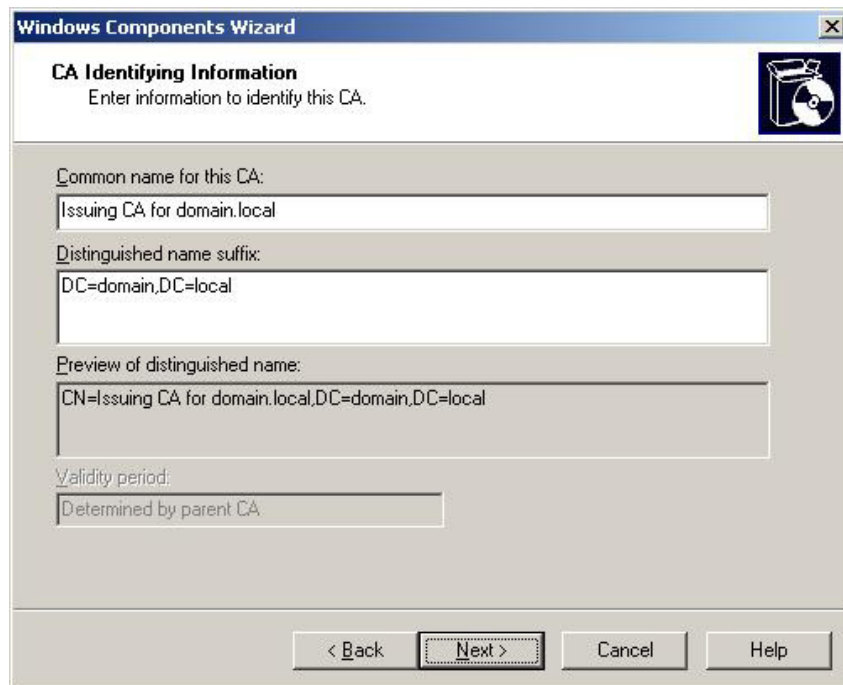 Windows Components Wizard
CA Identifying Information
Enter information to identify this CA.
Common name for this CA:
Issuing CA for domain.local
Distinguished name suffix:
DC=domain,DC=local
Preview of distinguished name:
CN=Issuing CA for domain.local,DC=domain,DC=local
Validity period:
Determined by parent CA
< Back Next > Cancel Help